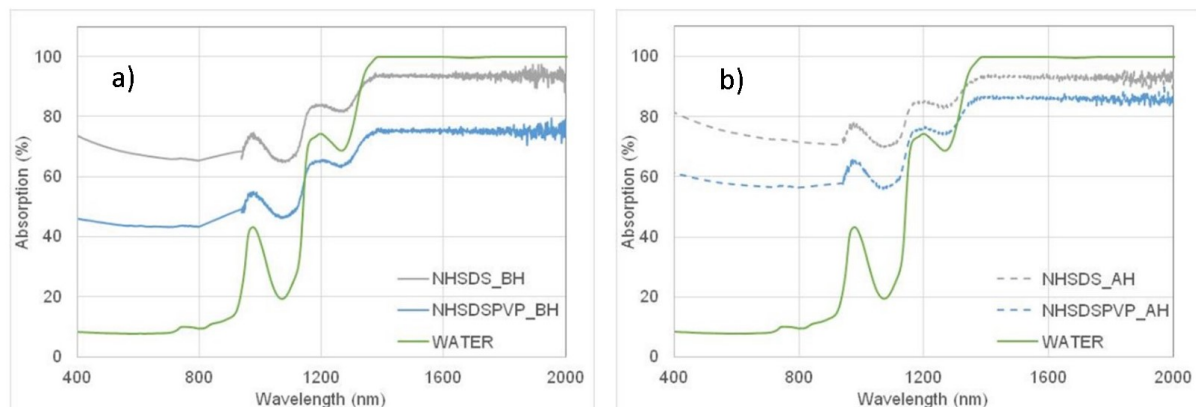 a)
100
80
60
40
20
0
Absorption (%)
400 800 1200 1600 2000
Wavelength (nm)
NHSDS_BH
NHSDSPVP_BH
WATER
b)
100
80
60
40
20
0
Absorption (%)
400 800 1200 1600 2000
Wavelength (nm)
NHSDS_AH
NHSDSPVP_AH
WATER